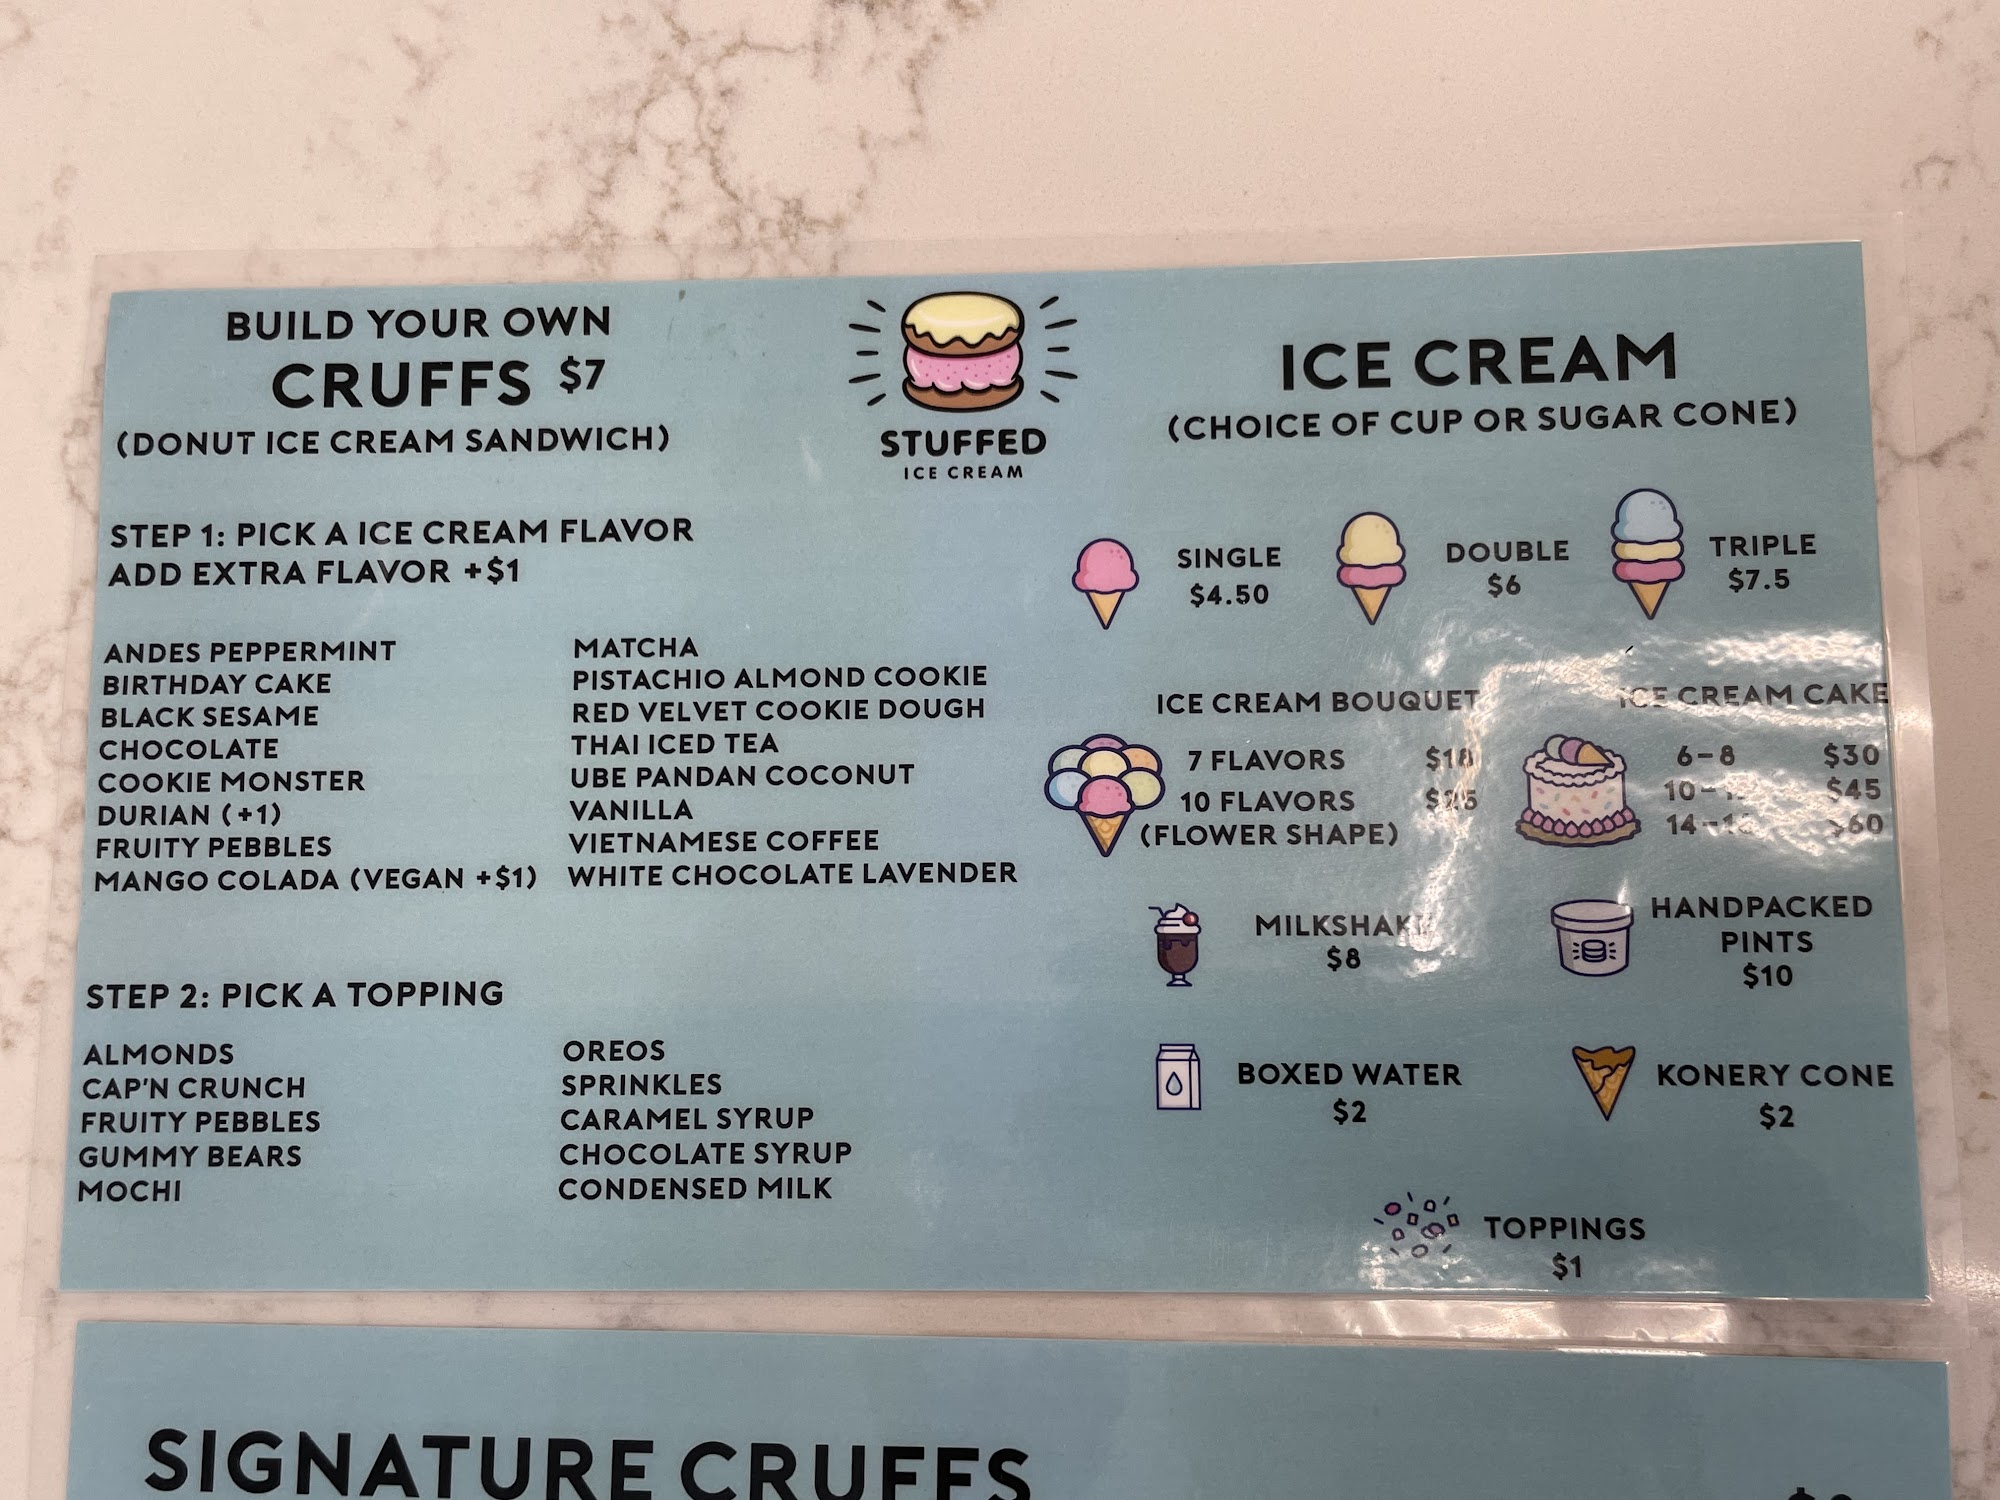 BUILD YOUR OWN
CRUFFS $7
(DONUT ICE CREAM SANDWICH)
STEP 1: PICK A ICE CREAM FLAVOR
ADD EXTRA FLAVOR +$1
ANDES PEPPERMINT
BIRTHDAY CAKE
BLACK SESAME
CHOCOLATE
COOKIE MONSTER
DURIAN (+1)
FRUITY PEBBLES
MANGO COLADA (VEGAN +$1)
MATCHA
PISTACHIO ALMOND COOKIE
RED VELVET COOKIE DOUGH
THAI ICED TEA
UBE PANDAN COCONUT
VANILLA
VIETNAMESE COFFEE
WHITE CHOCOLATE LAVENDER
STEP 2: PICK A TOPPING
ALMONDS
CAP'N CRUNCH
FRUITY PEBBLES
GUMMY BEARS
MOCHI
OREOS
SPRINKLES
CARAMEL SYRUP
CHOCOLATE SYRUP
CONDENSED MILK
STUFFED
ICE CREAM
ICE CREAM
(CHOICE OF CUP OR SUGAR CONE)
SINGLE
$4.50
DOUBLE
$6
TRIPLE
$7.5
ICE CREAM BOUQUET
7 FLAVORS
10 FLAVORS
(FLOWER SHAPE)
ICE CREAM CAKE
6-8 $30
$45
$60
MILKSHAKE
$8
HANDPACKED
PINTS
$10
BOXED WATER
$2
KONERY CONE
$2
TOPPINGS
$1
SIGNATURE CRUFFS